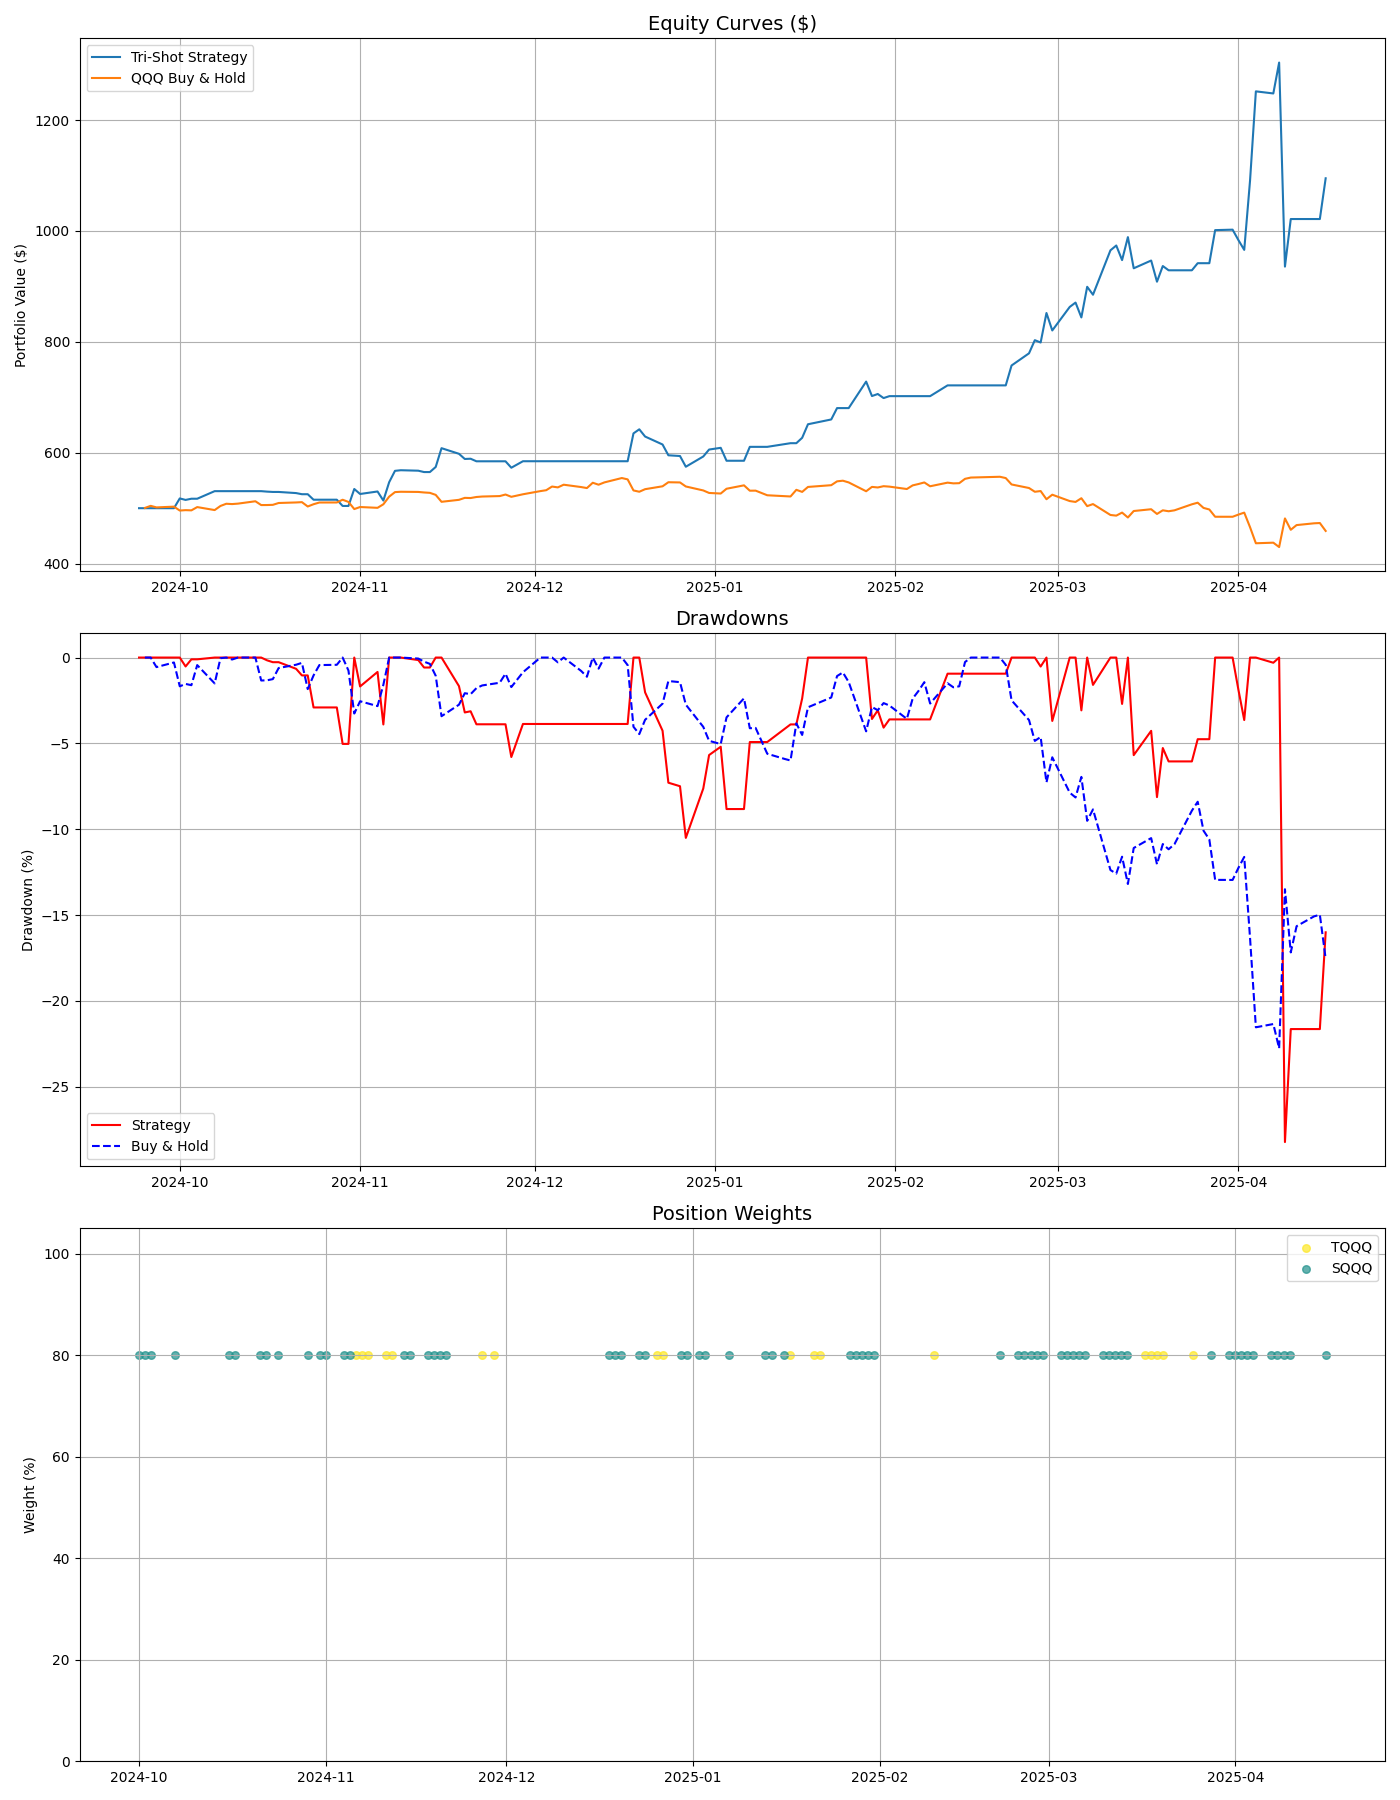 Equity Curves ($)
Tri-Shot Strategy
QQQ Buy & Hold
Portfolio Value ($)
1200
1000
800
600
400
2024-10 2024-11 2024-12 2025-01 2025-02 2025-03 2025-04
Drawdowns
Drawdown (%)
0
−5
−10
−15
−20
−25
Strategy
Buy & Hold
2024-10 2024-11 2024-12 2025-01 2025-02 2025-03 2025-04
Position Weights
TQQQ
SQQQ
Weight (%)
100
80
60
40
20
0
2024-10 2024-11 2024-12 2025-01 2025-02 2025-03 2025-04